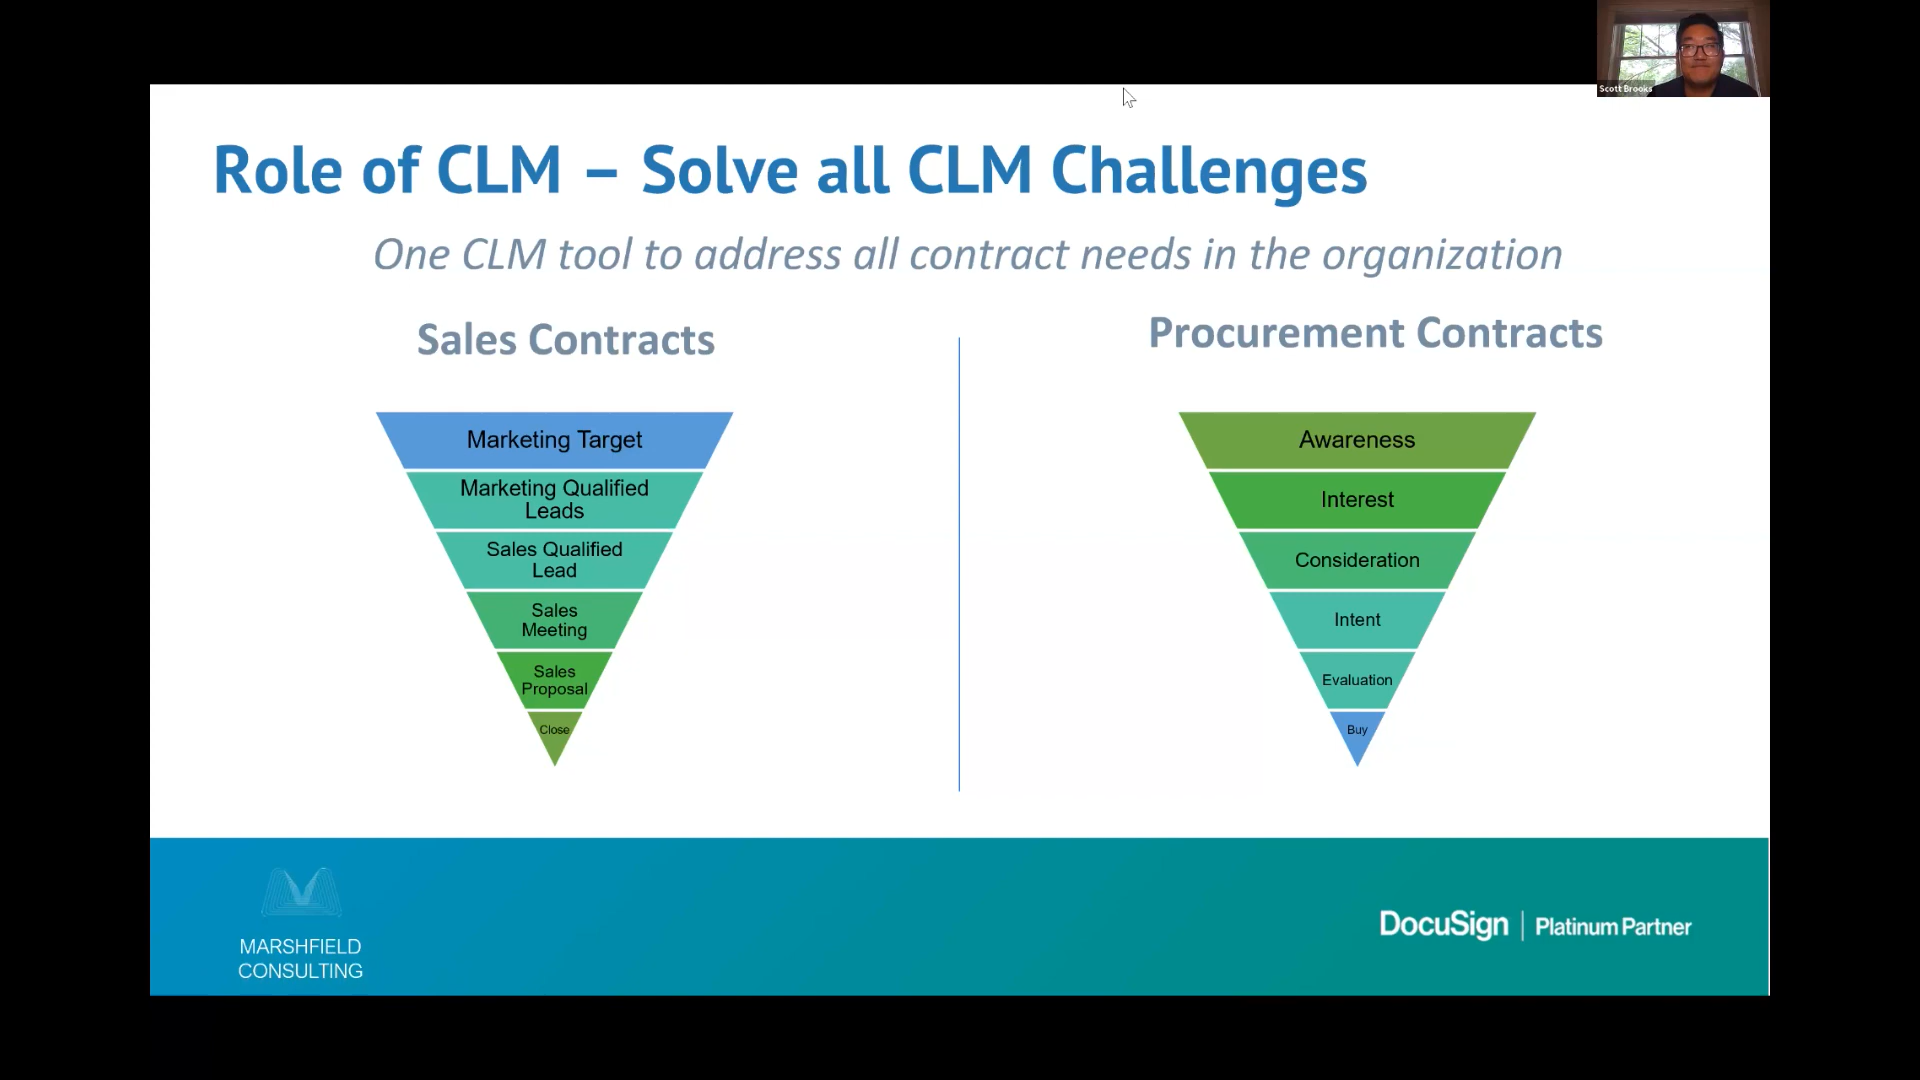 Scott Brooks
Role of CLM – Solve all CLM Challenges
One CLM tool to address all contract needs in the organization
Sales Contracts
Marketing Target
Marketing Qualified
Leads
Sales Qualified
Lead
Sales
Meeting
Sales
Proposal
Close
Procurement Contracts
Awareness
Interest
Consideration
Intent
Evaluation
Buy
MARSHFIELD
CONSULTING
DocuSign | Platinum Partner